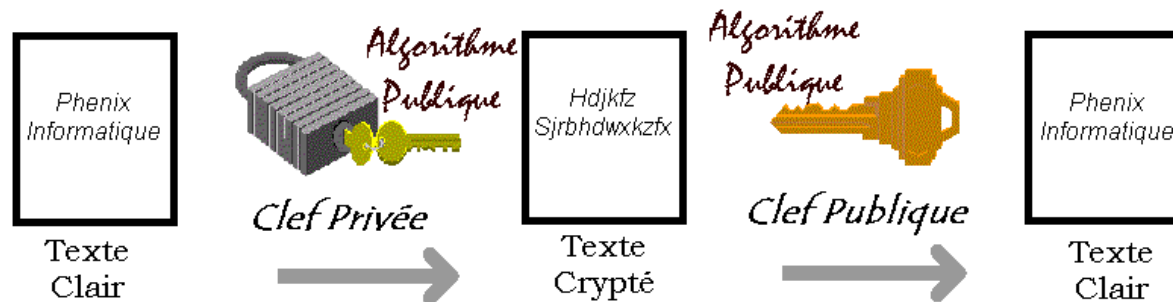 Phenix
Informatique
Texte
Clair
Algorithme
Publique
Clef Privée
Hdjkfz
Sjrbhdwxkzfx
Texte
Crypté
Algorithme
Publique
Clef Publique
Phenix
Informatique
Texte
Clair